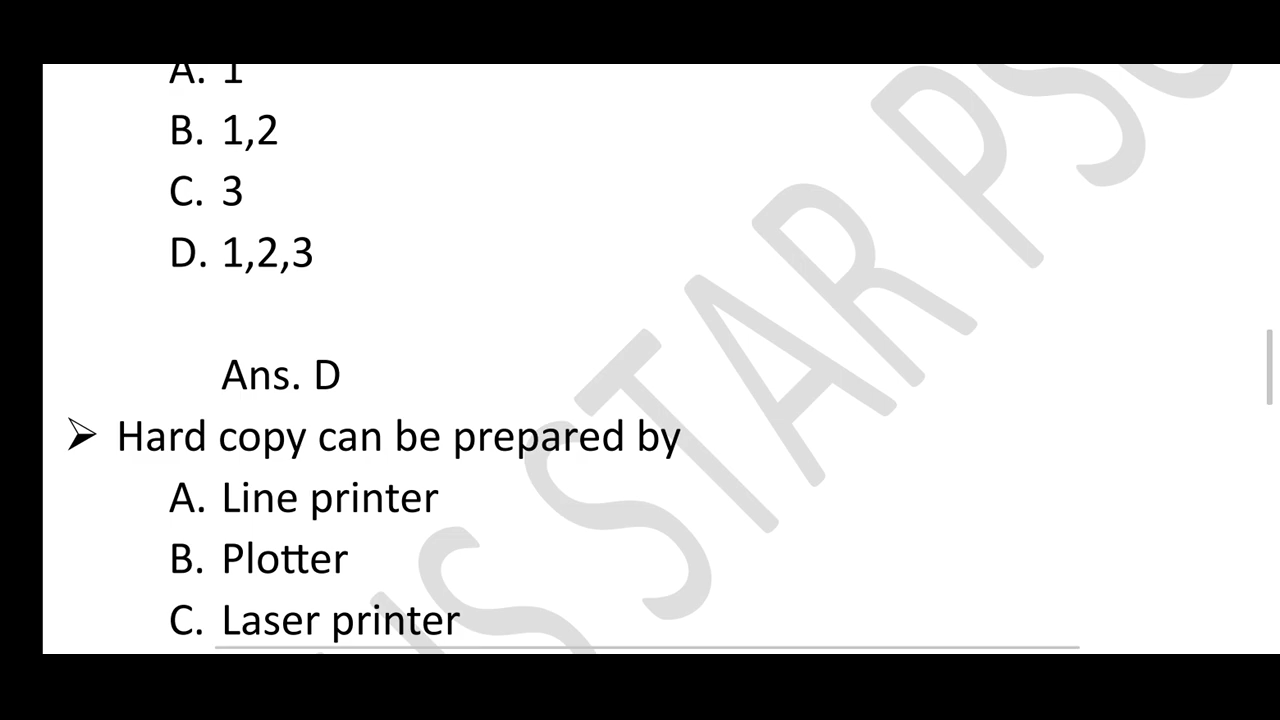 A. 1
B. 1,2
C. 3
D. 1,2,3
Ans. D
➢ Hard copy can be prepared by
A. Line printer
B. Plotter
C. Laser printer
STAR